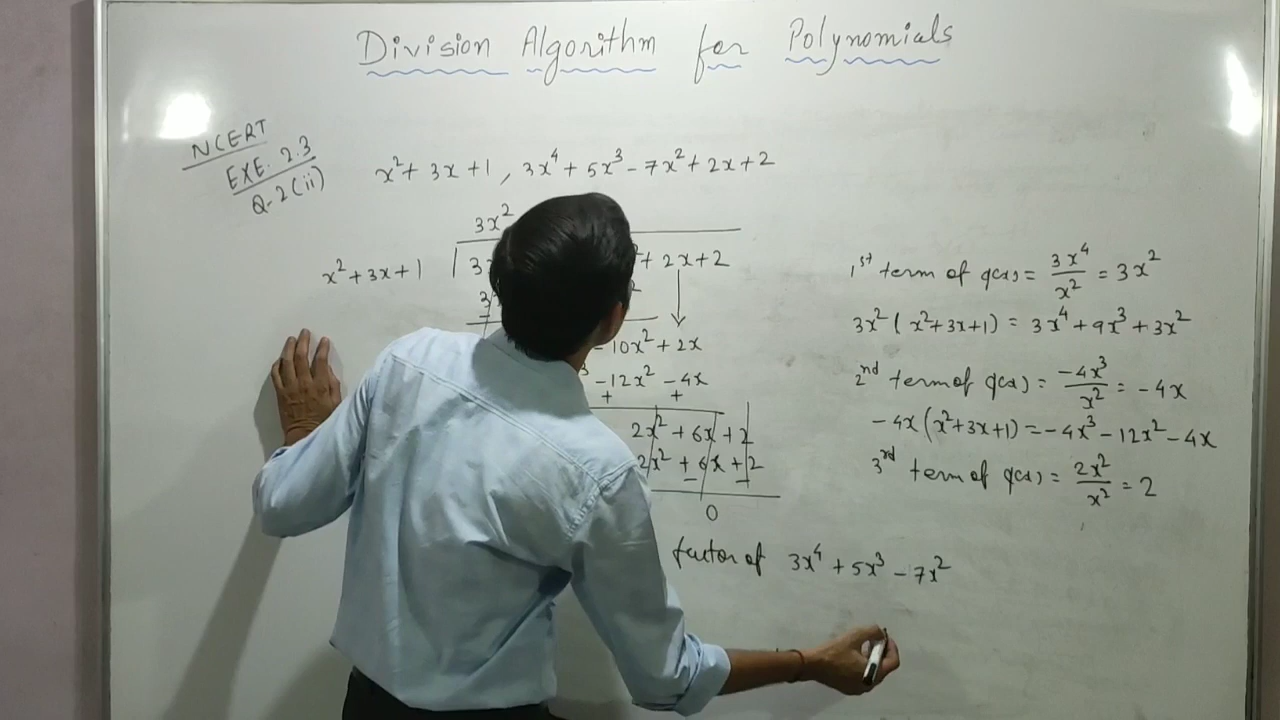 Division Algorithm for Polynomials
NCERT
EXE. 2.3
Q-2(ii)
x² + 3x + 1 , 3x⁴ + 5x³ - 7x² + 2x + 2
3x²
x² + 3x + 1 + 2x + 2
3
- 10x² + 2x
- 12x² - 4x
+ +
2x² + 6x + 2
2x² + 6x + 2
- -
0
factor of 3x⁴ + 5x³ - 7x²
1st term of q(x) = 3x⁴/x² = 3x²
3x² (x² + 3x + 1) = 3x⁴ + 9x³ + 3x²
2nd term of q(x) = -4x³/x² = -4x
-4x (x² + 3x + 1) = -4x³ - 12x² - 4x
3rd term of q(x) = 2x²/x² = 2